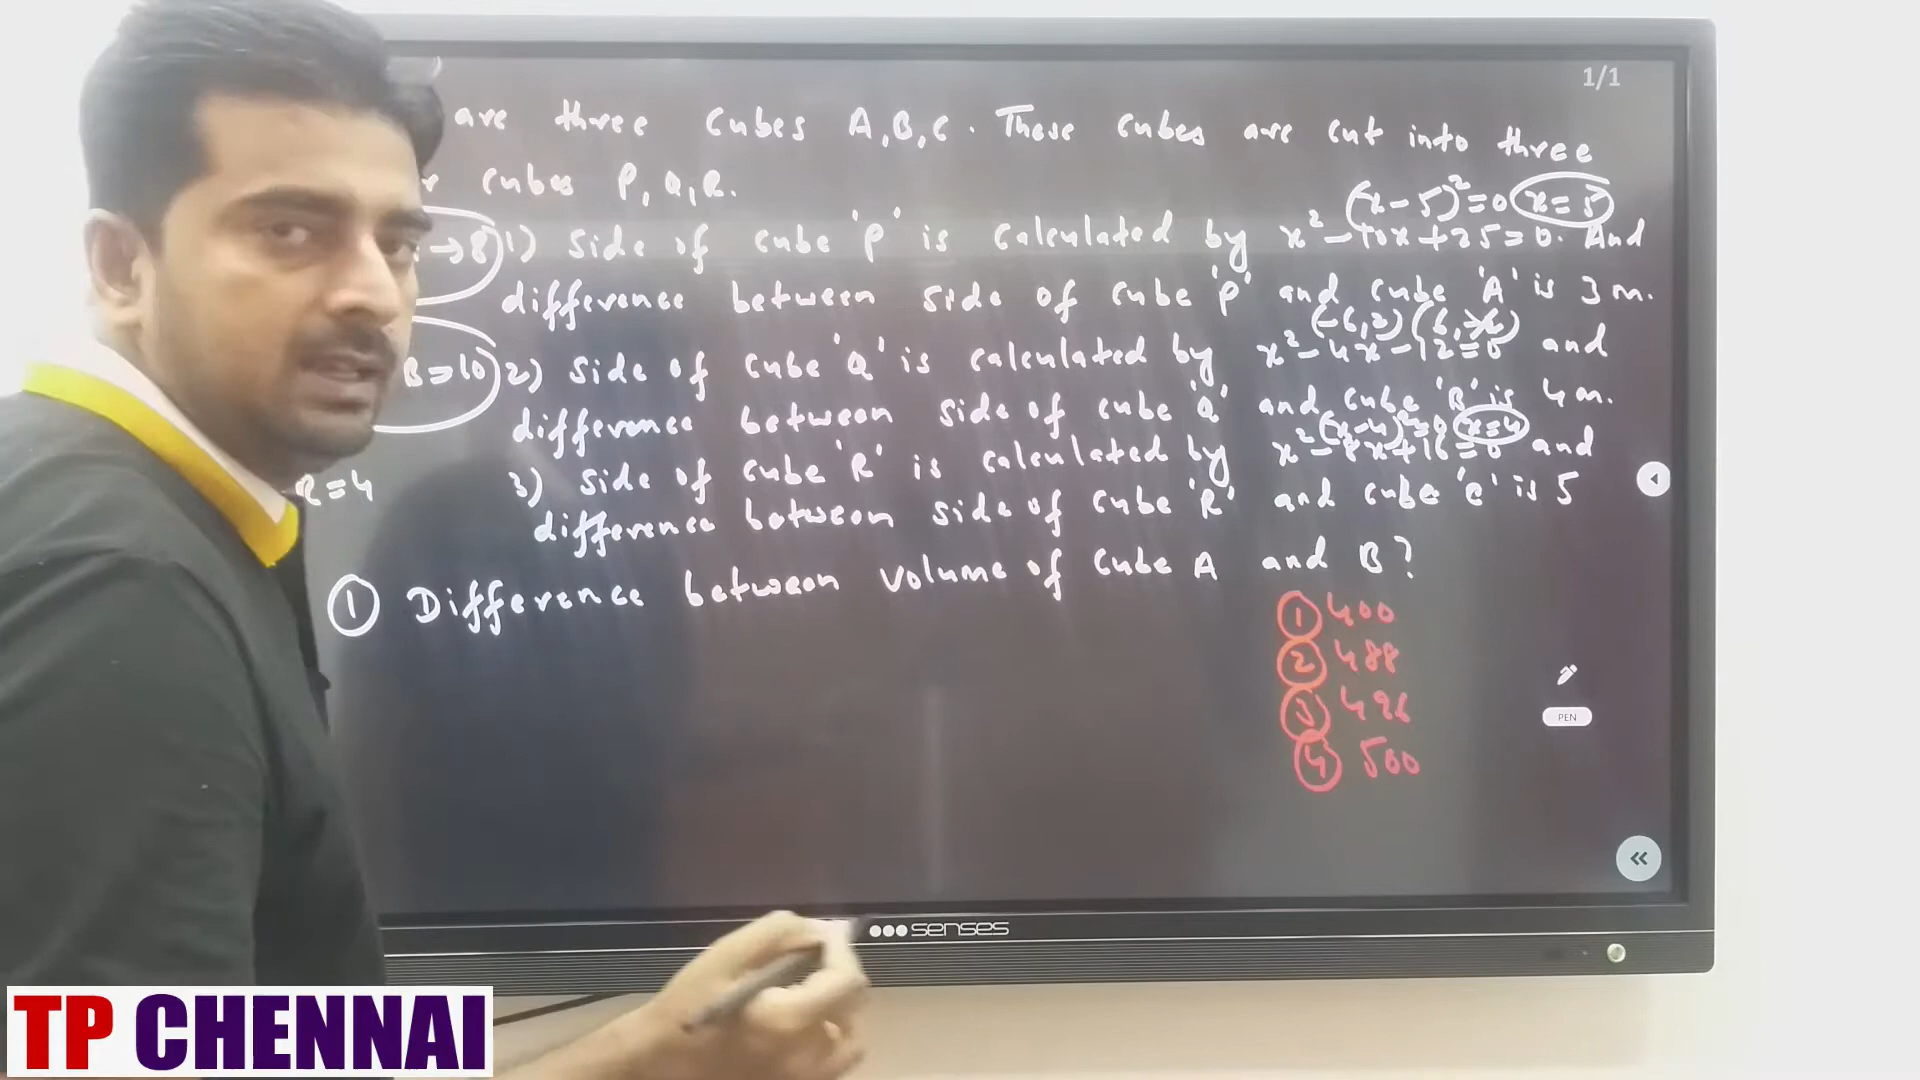 1/1
are three cubes A,B,C. These cubes are cut into three
cubes P,Q,R.
(x-5)²=0 x=5
→8 1) Side of cube 'P' is calculated by x²-10x+25=0. And
difference between side of cube 'P' and cube 'A' is 3 m.
(-6,2) (6,-2)
B=10 2) Side of cube 'Q' is calculated by x²-4x-12=0 and
difference between side of cube 'Q' and cube 'B' is 4m.
(x-4)²=0 x=4
R=4 3) Side of cube 'R' is calculated by x²-8x+16=0 and
difference between side of cube 'R' and cube 'C' is 5
① Difference between volume of cube A and B?
① 400
② 488
③ 496
④ 500
PEN
senses
TP CHENNAI